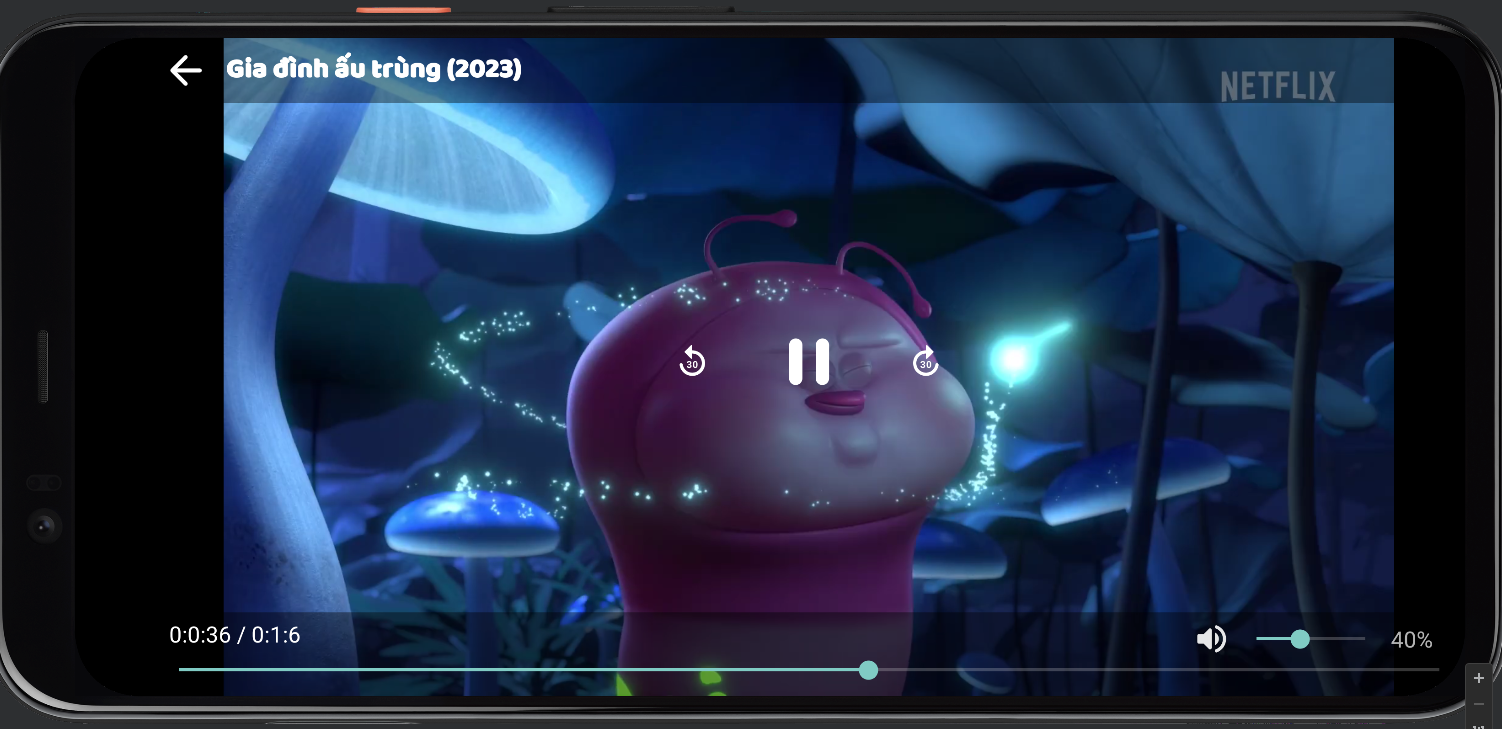 Gia đình ấu trùng (2023)
NETFLIX
30
30
0:0:36 / 0:1:6
40%